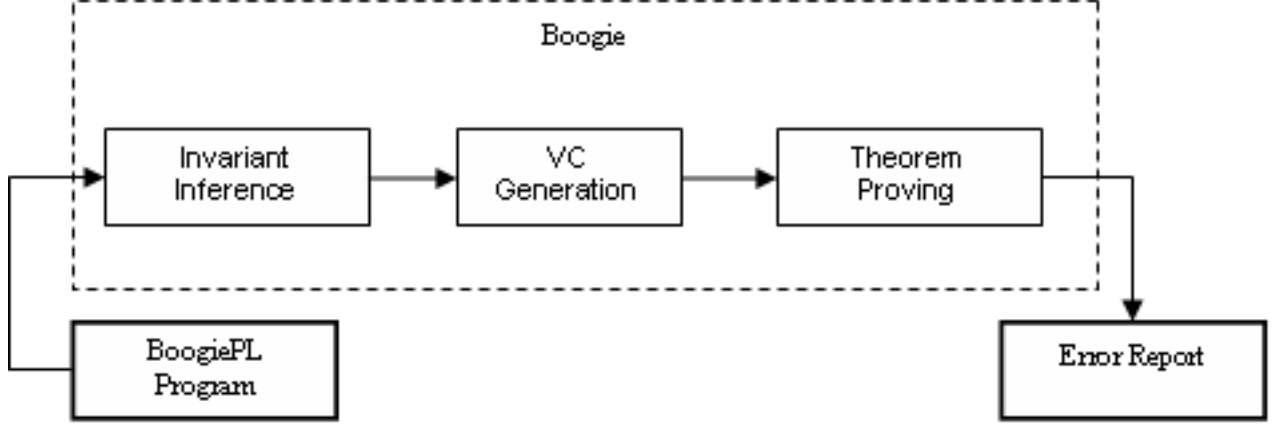 Boogie
Invariant
Inference
VC
Generation
Theorem
Proving
BoogiePL
Program
Error Report